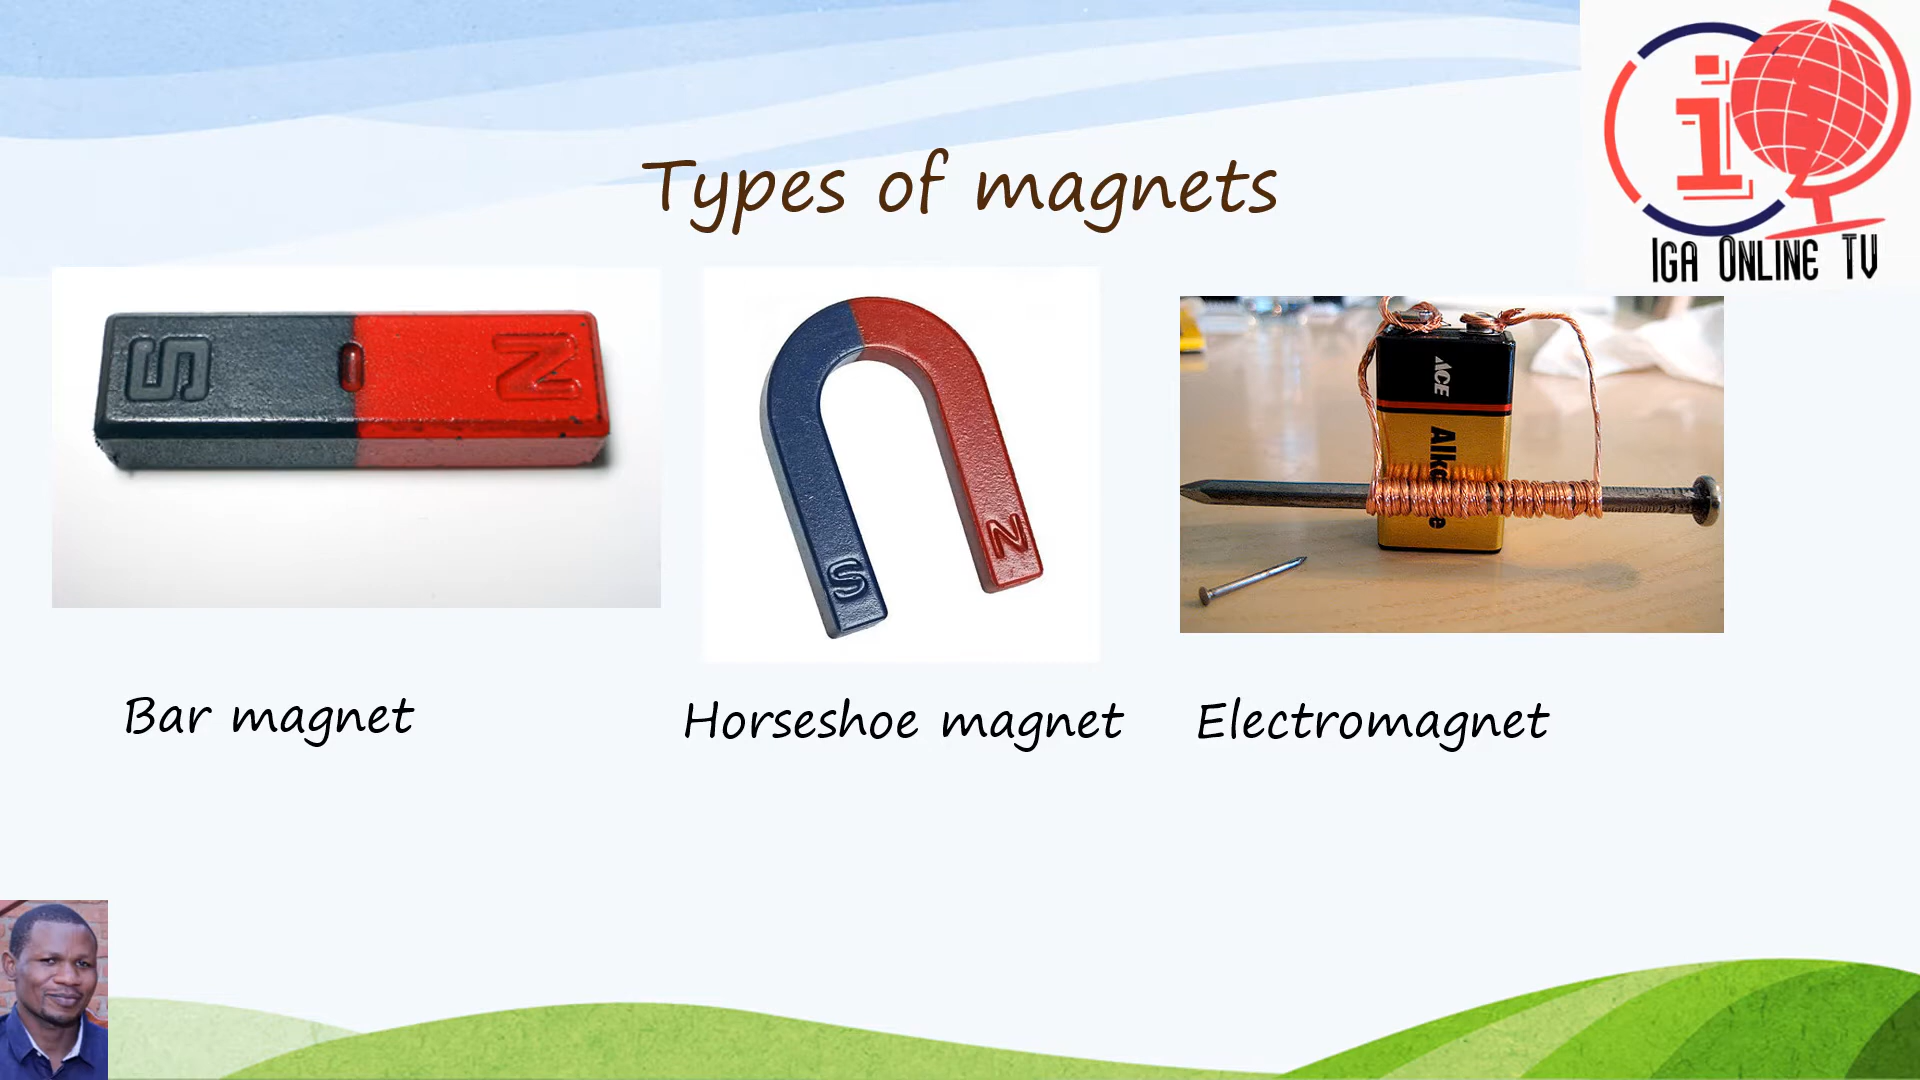 Types of magnets
IGA ONLINE TV
S N
S
N
ACE
Alk e
Bar magnet
Horseshoe magnet
Electromagnet